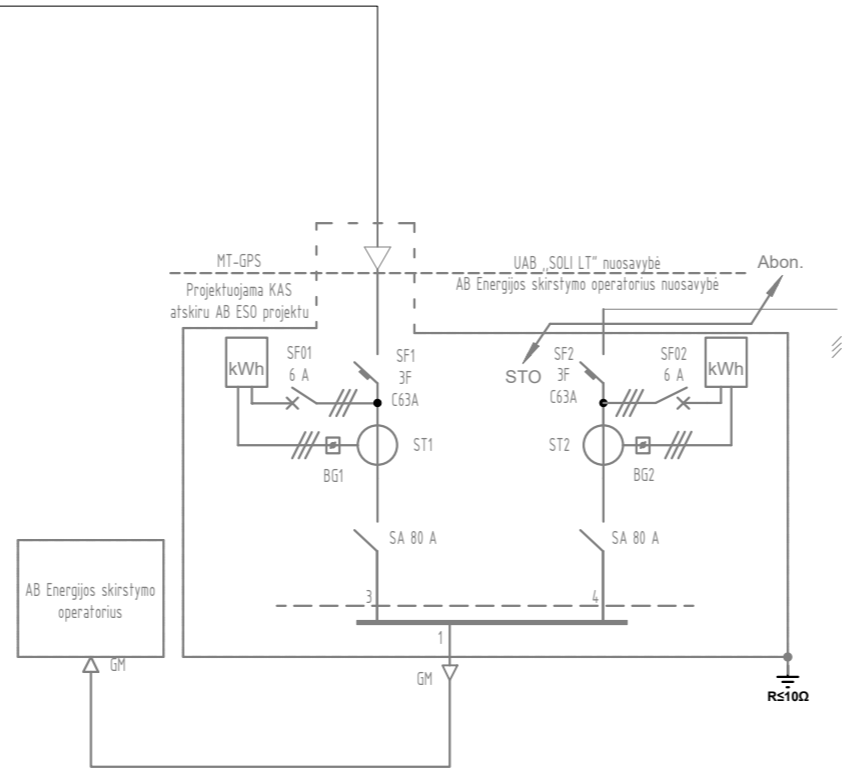 MT-GPS
UAB „SOLI LT" nuosavybė
Abon.
Projektuojama KAS
atskiru AB ESO projektu
AB Energijos skirstymo operatorius nuosavybė
kWh
SF01
6 A
SF1
3F
C63A
STO
SF2
3F
C63A
SF02
6 A
kWh
ST1
BG1
ST2
BG2
SA 80 A
SA 80 A
AB Energijos skirstymo
operatorius
3
4
1
GM
GM
R≤10Ω